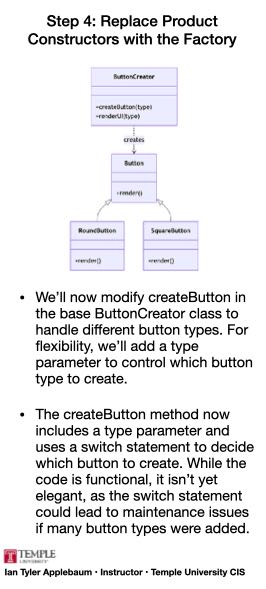 Step 4: Replace Product
Constructors with the Factory
ButtonCreator
+createButton(type)
+renderUI(type)
creates
Button
+render()
RoundButton
SquareButton
+render()
+render()
• We’ll now modify createButton in
the base ButtonCreator class to
handle different button types. For
flexibility, we’ll add a type
parameter to control which button
type to create.
• The createButton method now
includes a type parameter and
uses a switch statement to decide
which button to create. While the
code is functional, it isn’t yet
elegant, as the switch statement
could lead to maintenance issues
if many button types were added.
TEMPLE
UNIVERSITY
Ian Tyler Applebaum • Instructor • Temple University CIS